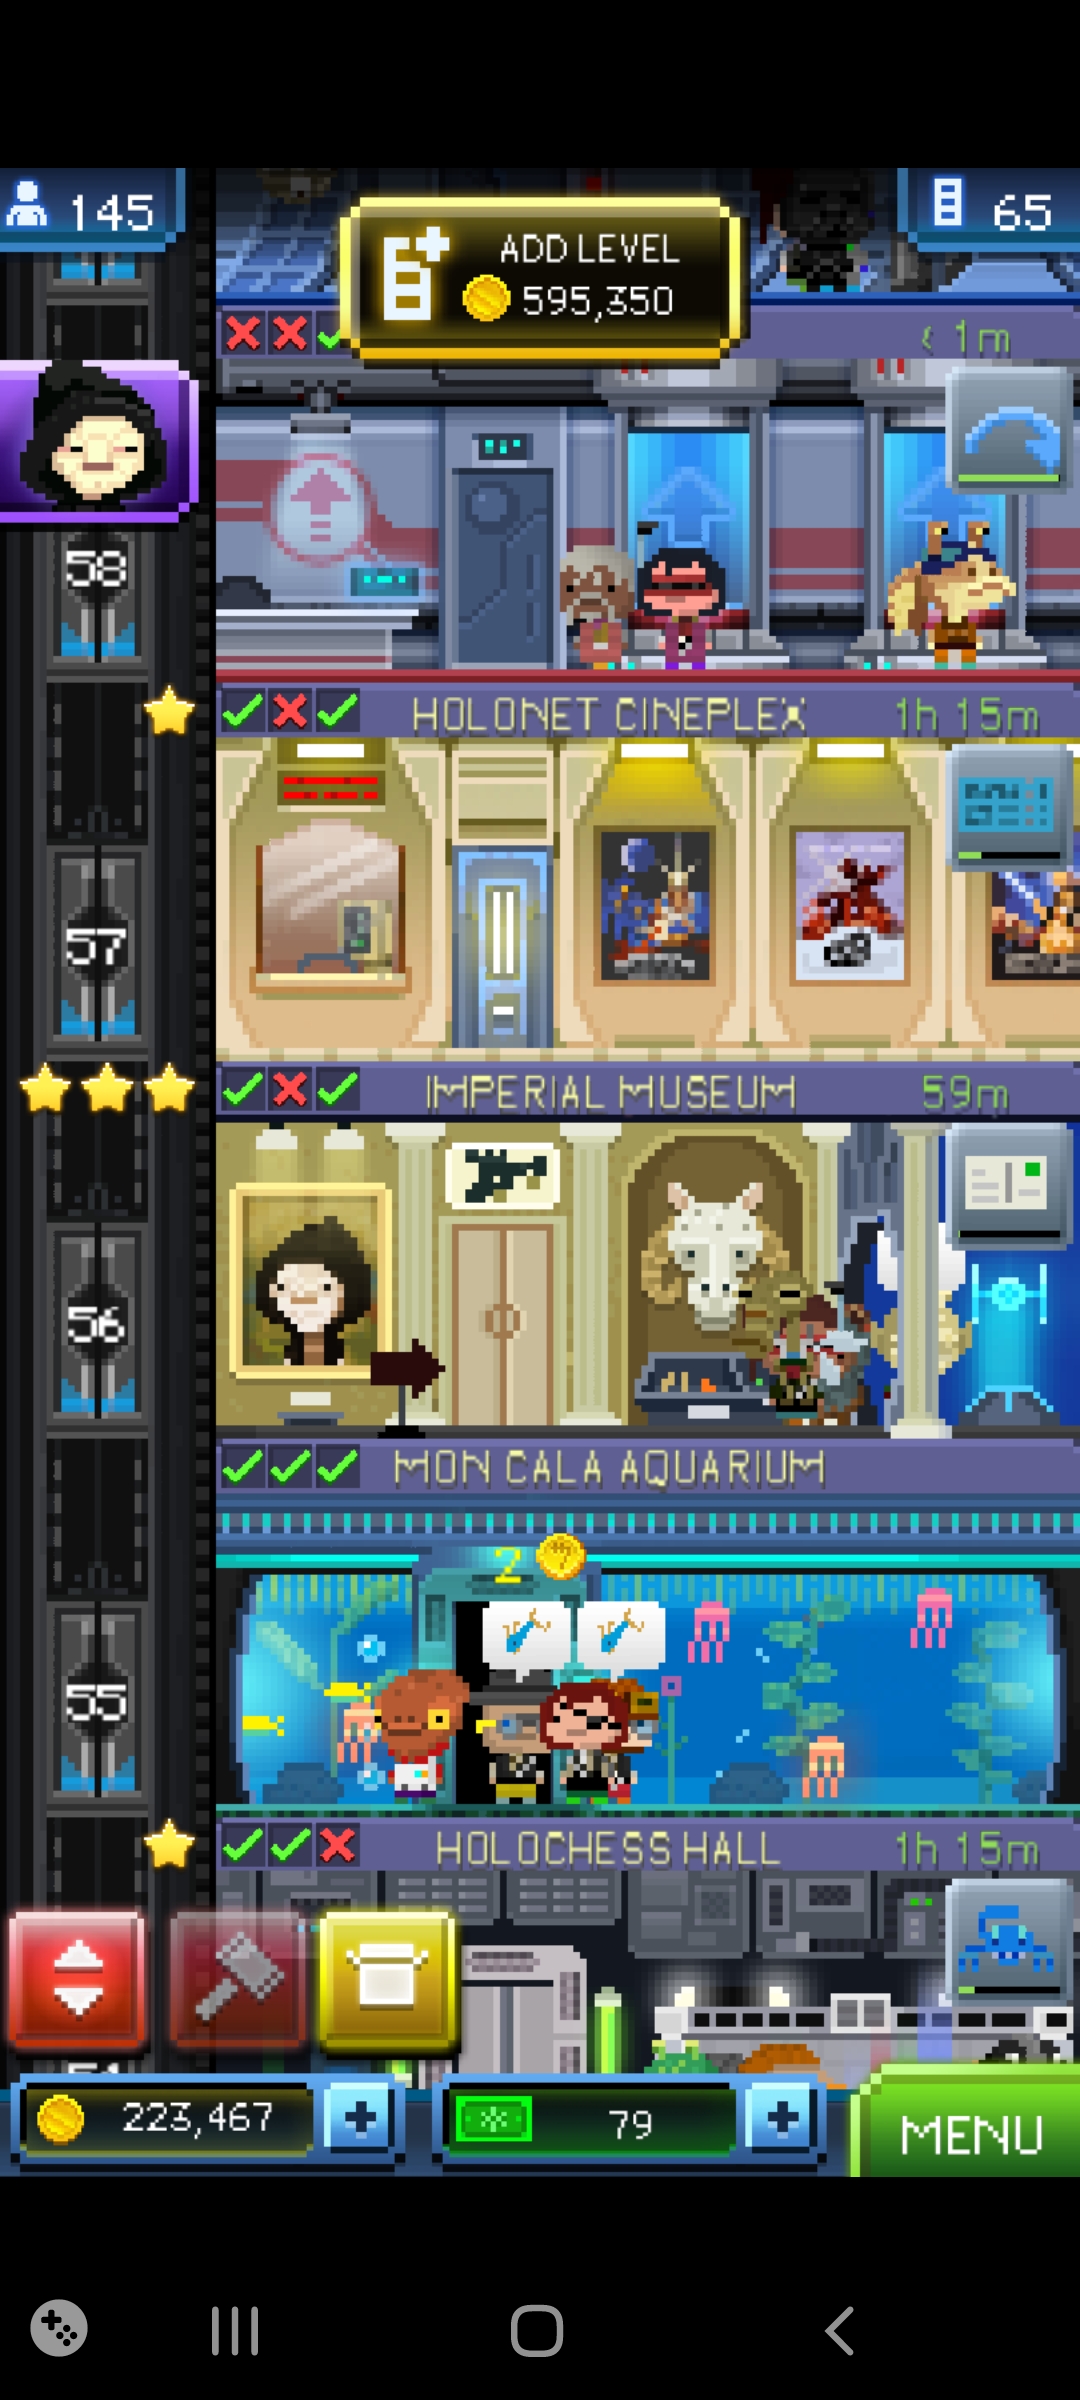 145
65
ADD LEVEL
595,350
< 1m
58
HOLONET CINEPLEX
1h 15m
57
IMPERIAL MUSEUM
59m
56
MON CALA AQUARIUM
2
55
HOLOCHESS HALL
1h 15m
223,467
79
MENU